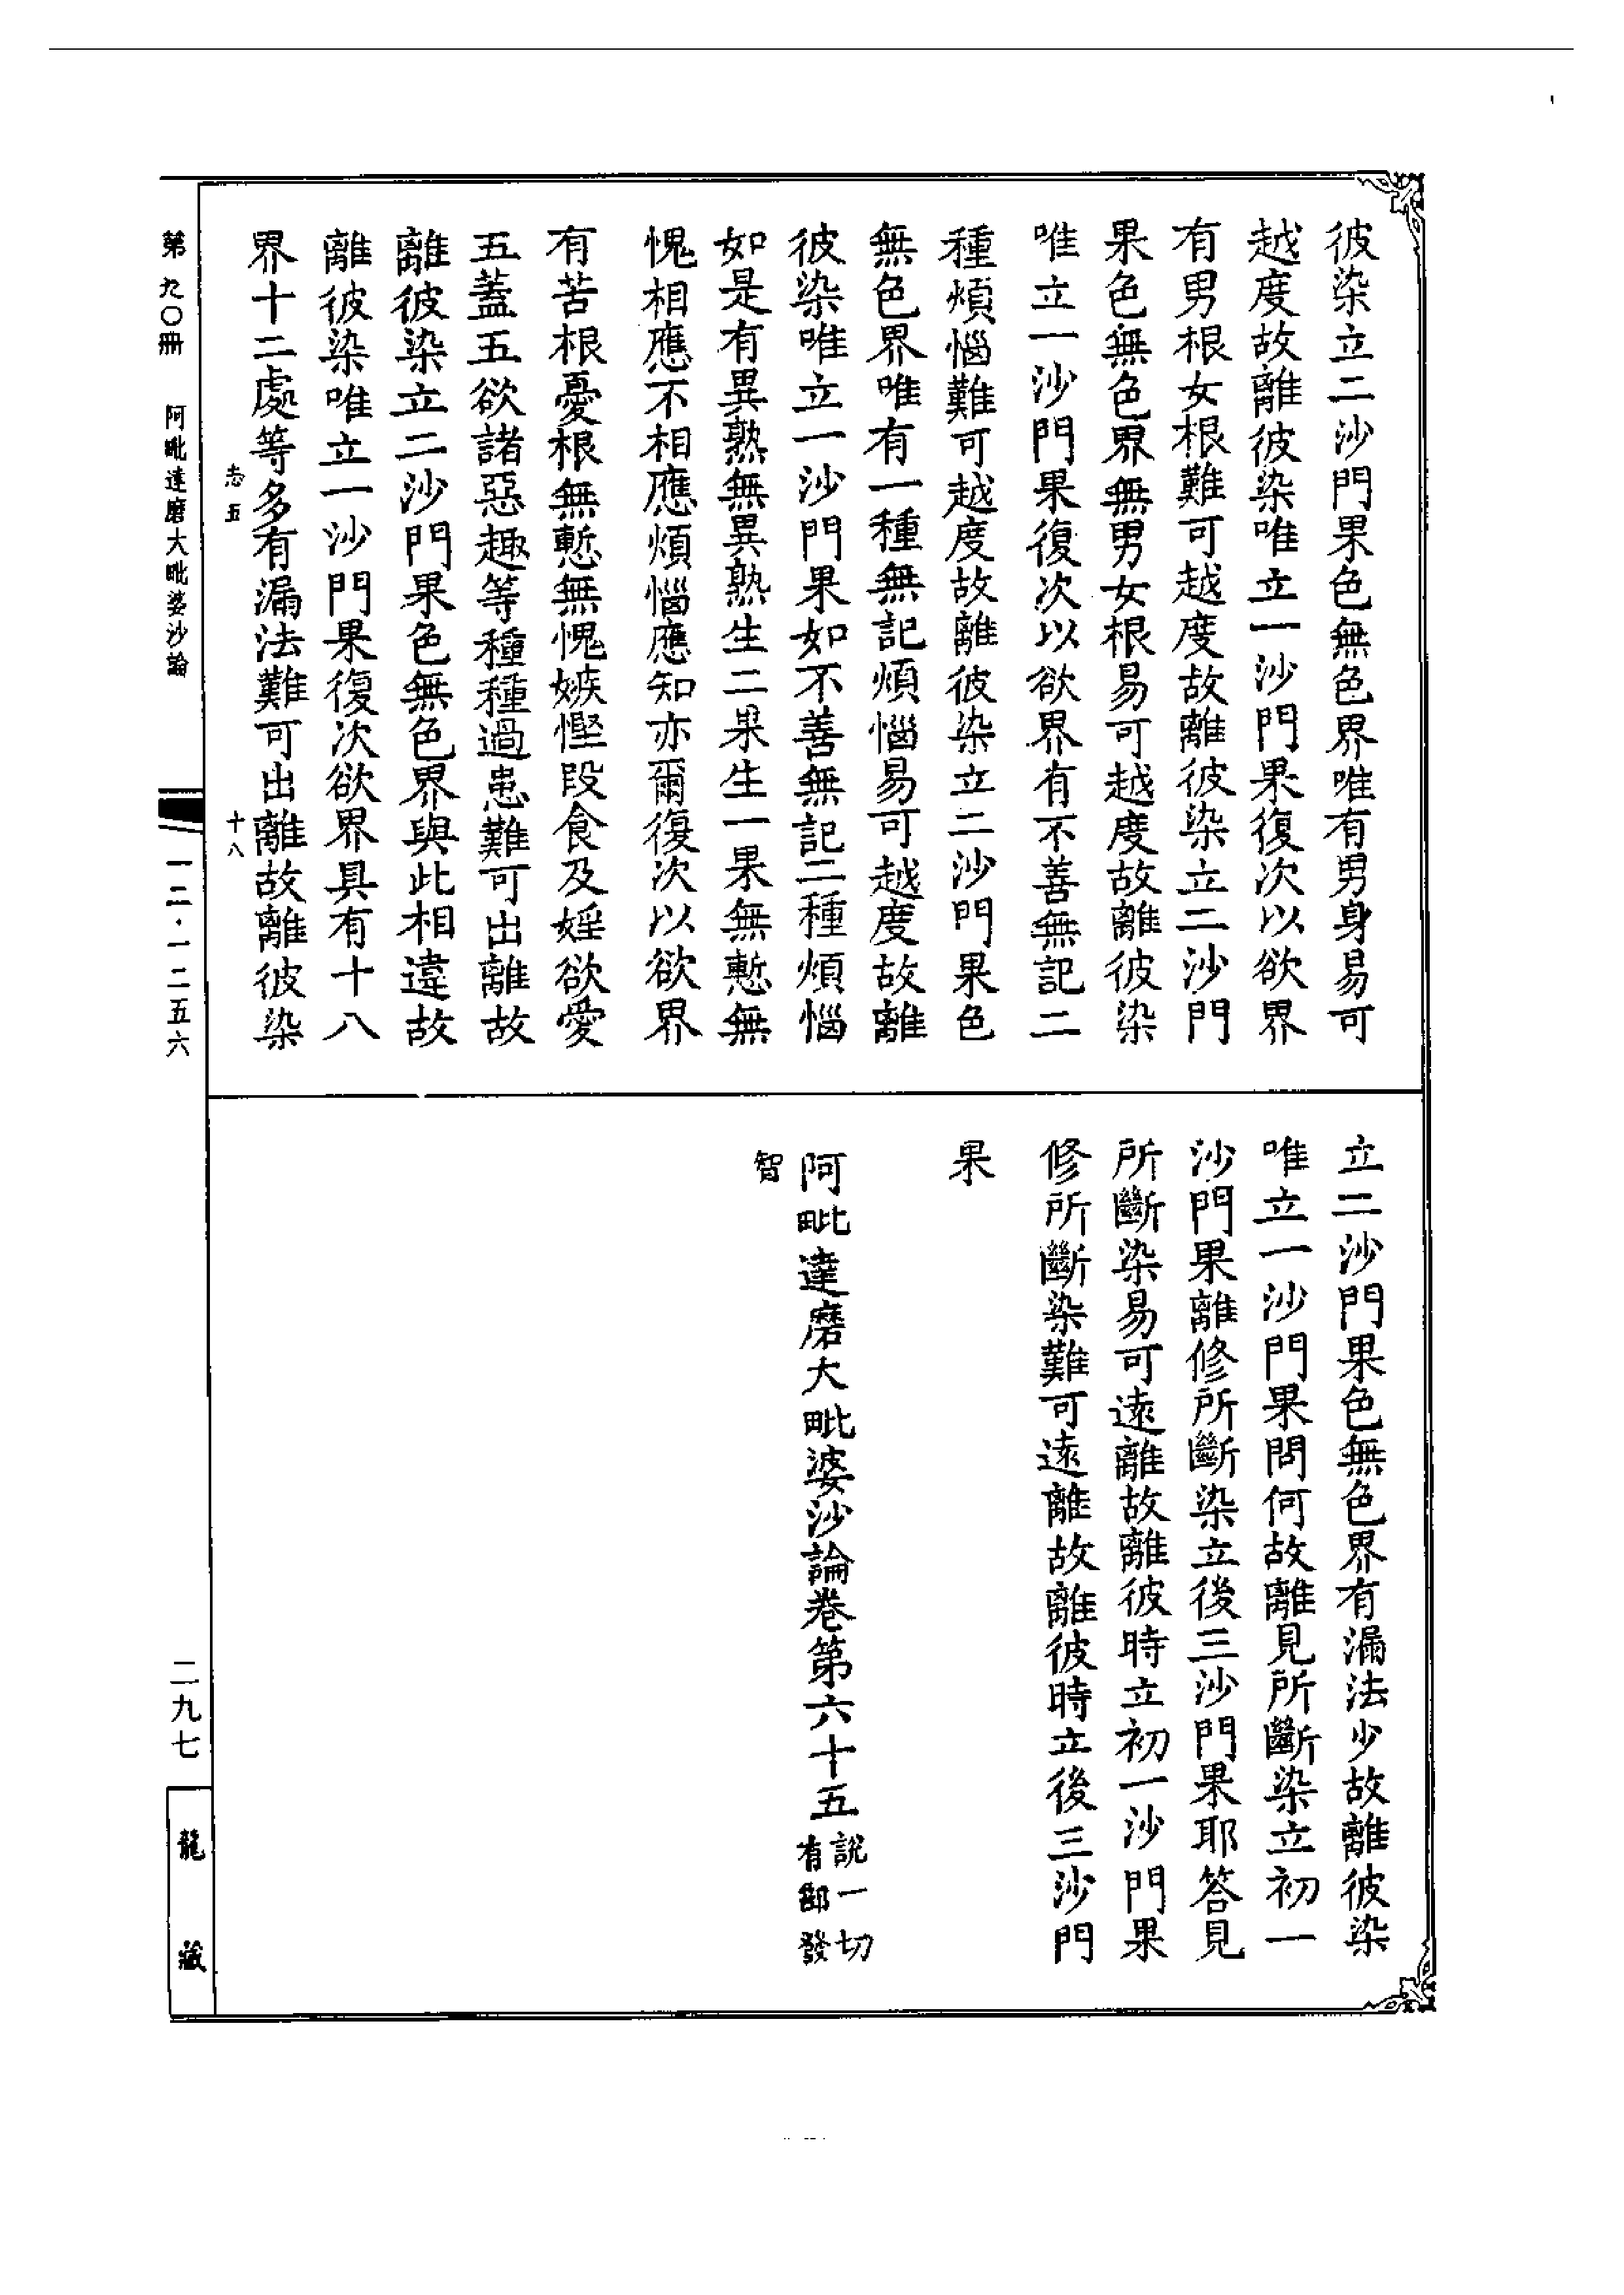 彼染立二沙門果色無色界唯有男身易可
越度故離彼染唯立一沙門果復次以欲界
有男根女根難可越度故離彼染立二沙門
果色無色界無男女根易可越度故離彼染
唯立一沙門果復次以欲界有不善無記二
種煩惱難可越度故離彼染立二沙門果色
無色界唯有一種無記煩惱易可越度故離
彼染唯立一沙門果如不善無記二種煩惱
如是有異熟無異熟生二果生一果無慙無
愧相應不相應煩惱應知亦爾復次以欲界
有苦根憂根無慙無愧嫉慳段食及婬欲愛
五蓋五欲諸惡趣等種種過患難可出離故
離彼染立二沙門果色無色界與此相違故
離彼染唯立一沙門果復次欲界具有十八
界十二處等多有漏法難可出離故離彼染
志五
十八
立二沙門果色無色界有漏法少故離彼染
唯立一沙門果問何故離見所斷染立初一
沙門果離修所斷染立後三沙門果耶答見
所斷染易可遠離故離彼時立初一沙門果
修所斷染難可遠離故離彼時立後三沙門
果
阿毗達磨大毗婆沙論卷第六十五
說一切
有部發
智
第九〇冊 阿毗達磨大毗婆沙論
一二·一二五六
二九七
龍藏